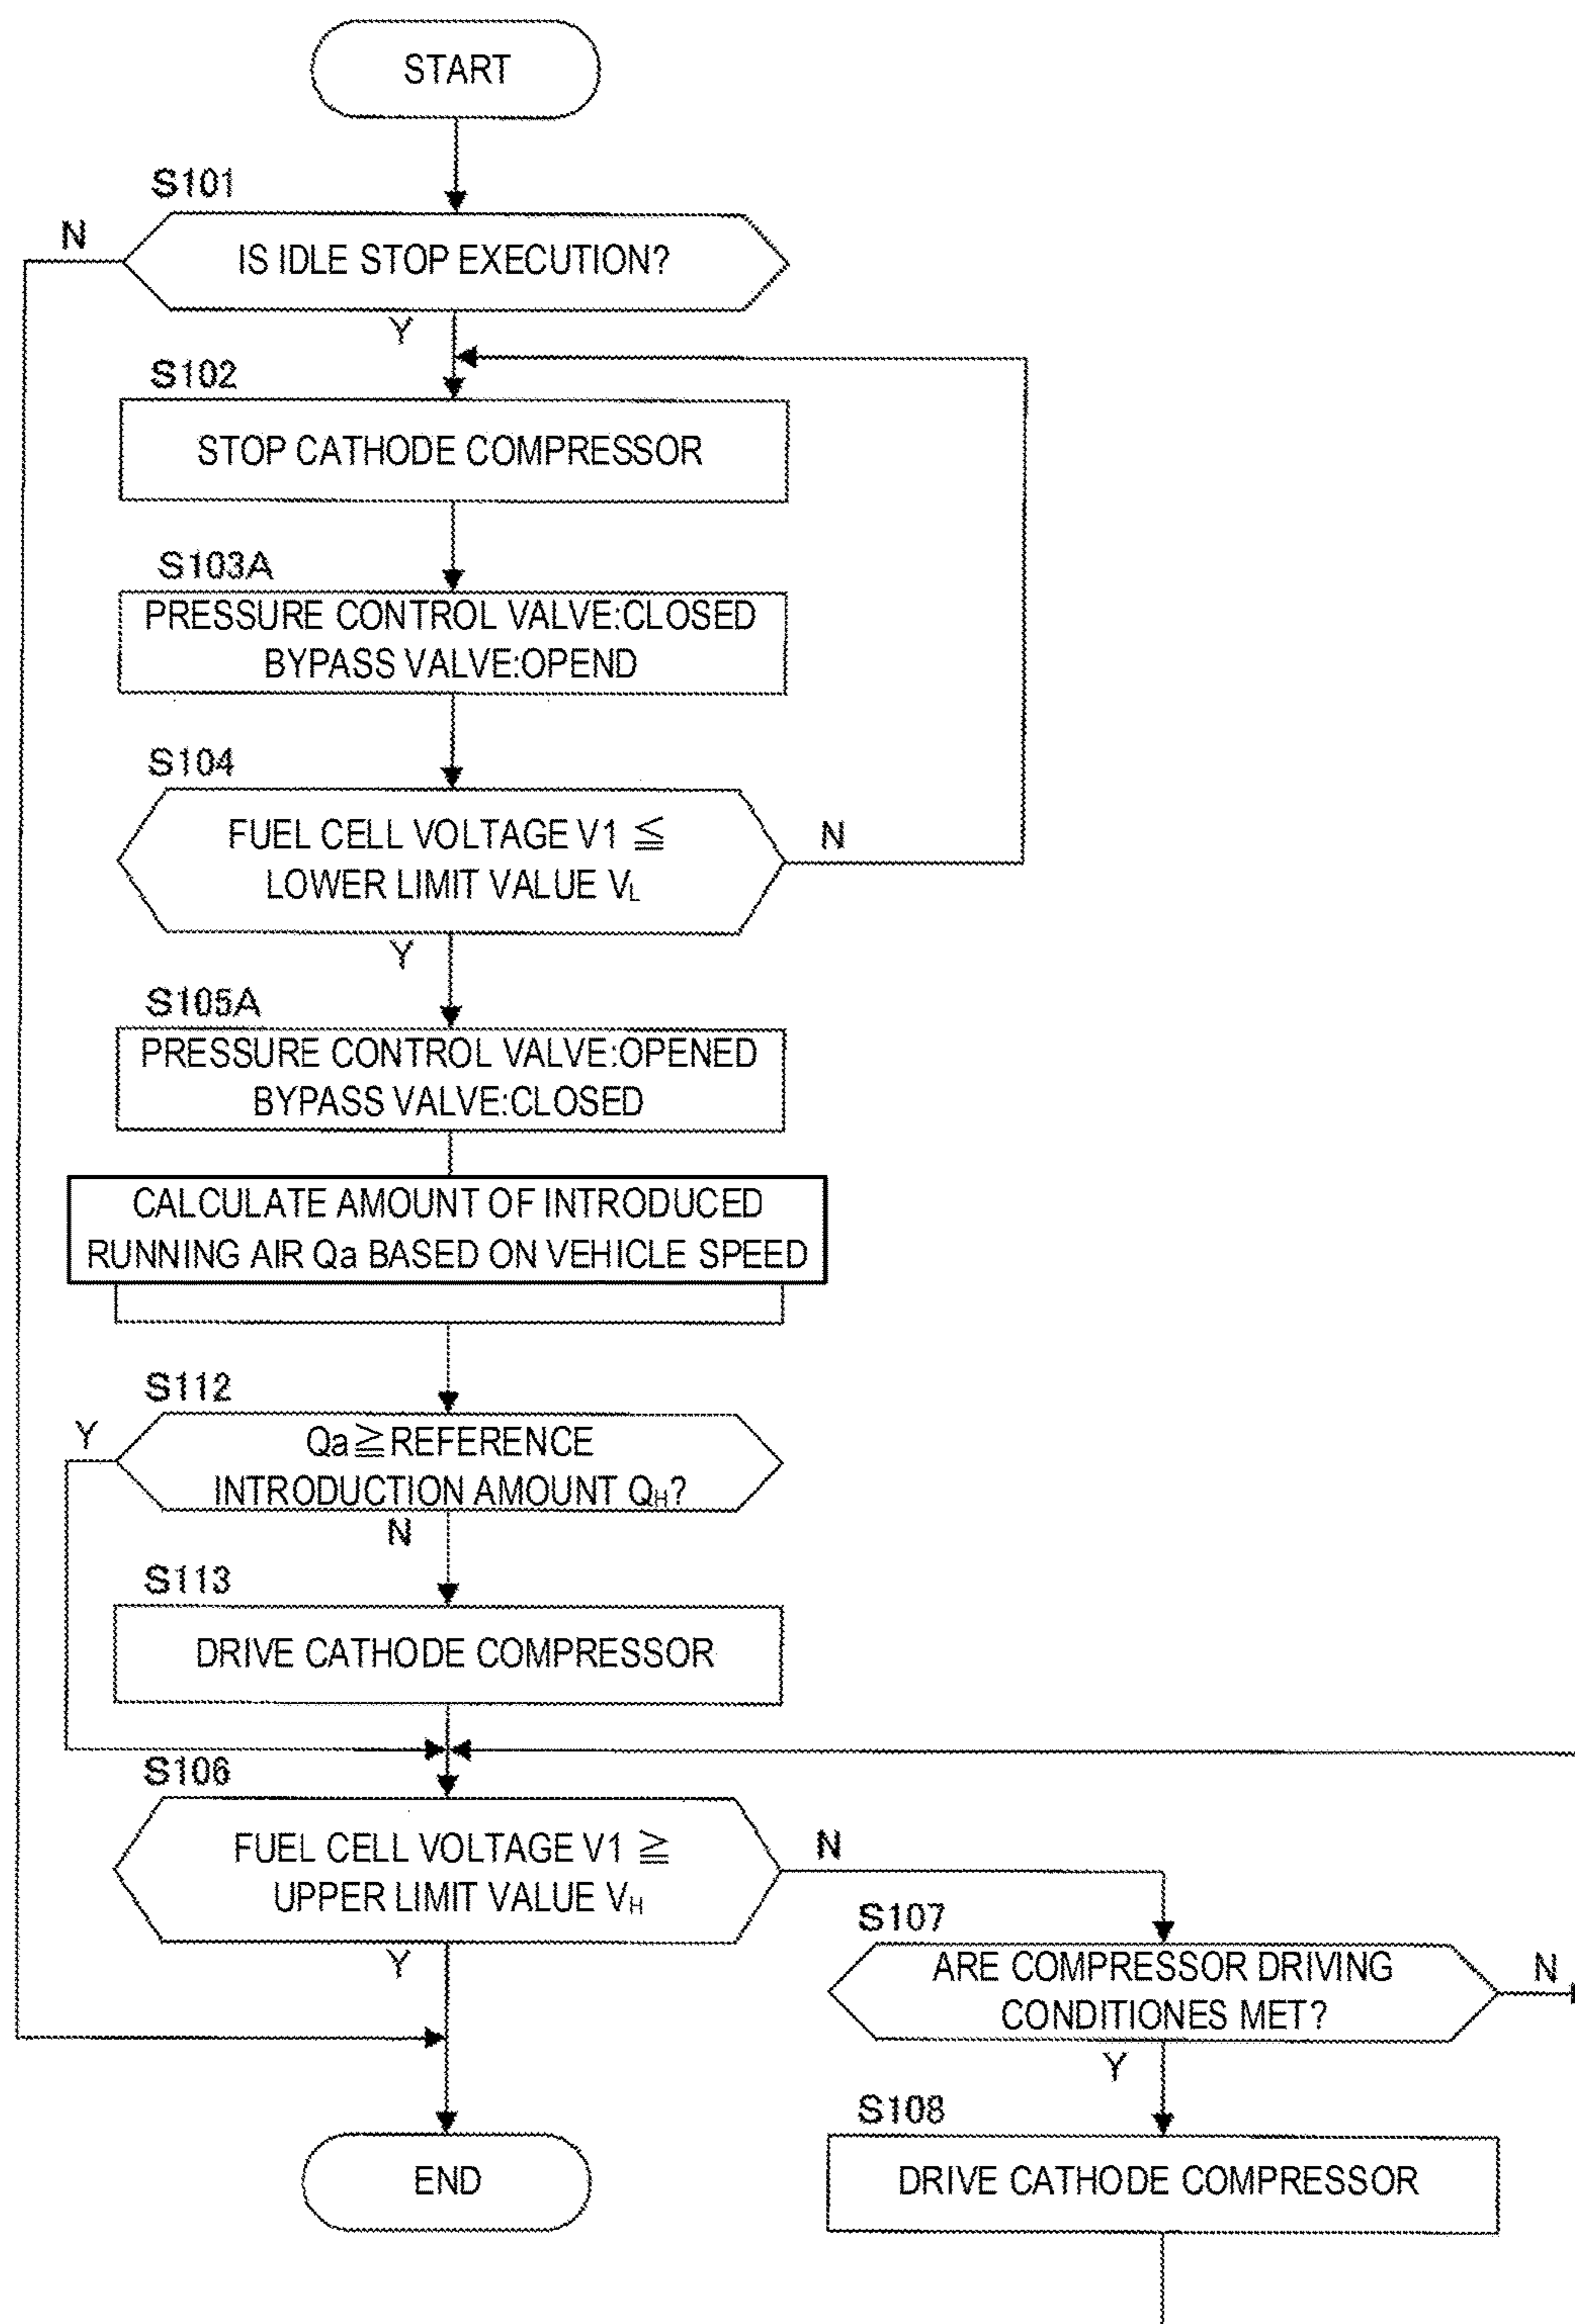 START
S101
N
IS IDLE STOP EXECUTION?
Y
S102
STOP CATHODE COMPRESSOR
S103A
PRESSURE CONTROL VALVE:CLOSED
BYPASS VALVE:OPEND
S104
FUEL CELL VOLTAGE V1 ≦
LOWER LIMIT VALUE VL
N
Y
S105A
PRESSURE CONTROL VALVE:OPENED
BYPASS VALVE:CLOSED
CALCULATE AMOUNT OF INTRODUCED
RUNNING AIR Qa BASED ON VEHICLE SPEED
S112
Y
Qa≧REFERENCE
INTRODUCTION AMOUNT QH?
N
S113
DRIVE CATHODE COMPRESSOR
S106
FUEL CELL VOLTAGE V1 ≧
UPPER LIMIT VALUE VH
N
Y
S107
ARE COMPRESSOR DRIVING
CONDITIONES MET?
N
Y
S108
DRIVE CATHODE COMPRESSOR
END